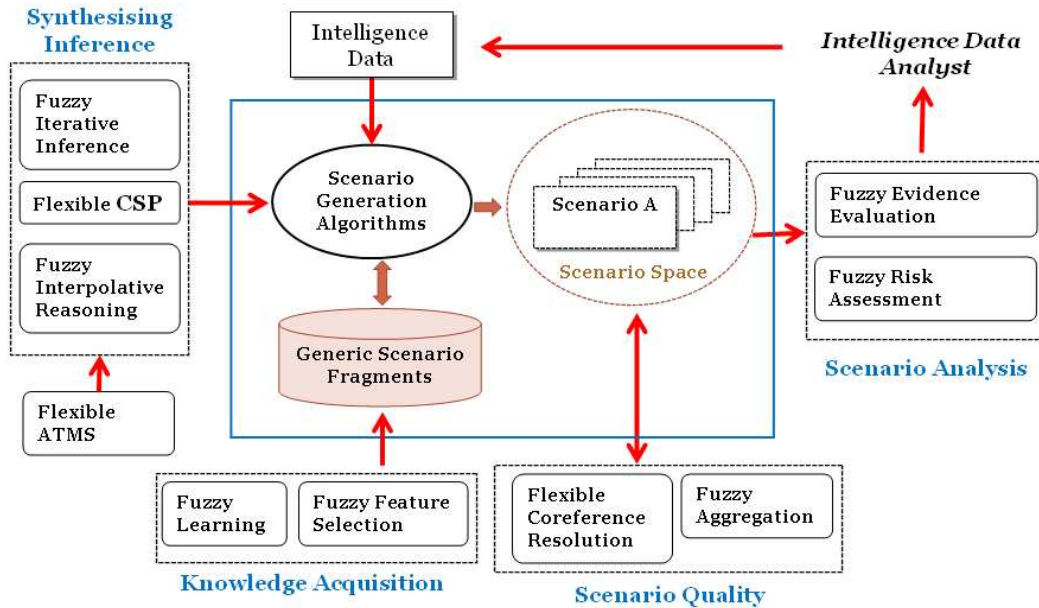 Synthesising
Inference
Fuzzy
Iterative
Inference
Flexible CSP
Fuzzy
Interpolative
Reasoning
Flexible
ATMS
Intelligence
Data
Scenario
Generation
Algorithms
Generic Scenario
Fragments
Scenario A
Scenario Space
Intelligence Data
Analyst
Fuzzy Evidence
Evaluation
Fuzzy Risk
Assessment
Scenario Analysis
Fuzzy
Learning
Fuzzy Feature
Selection
Knowledge Acquisition
Flexible
Coreference
Resolution
Fuzzy
Aggregation
Scenario Quality